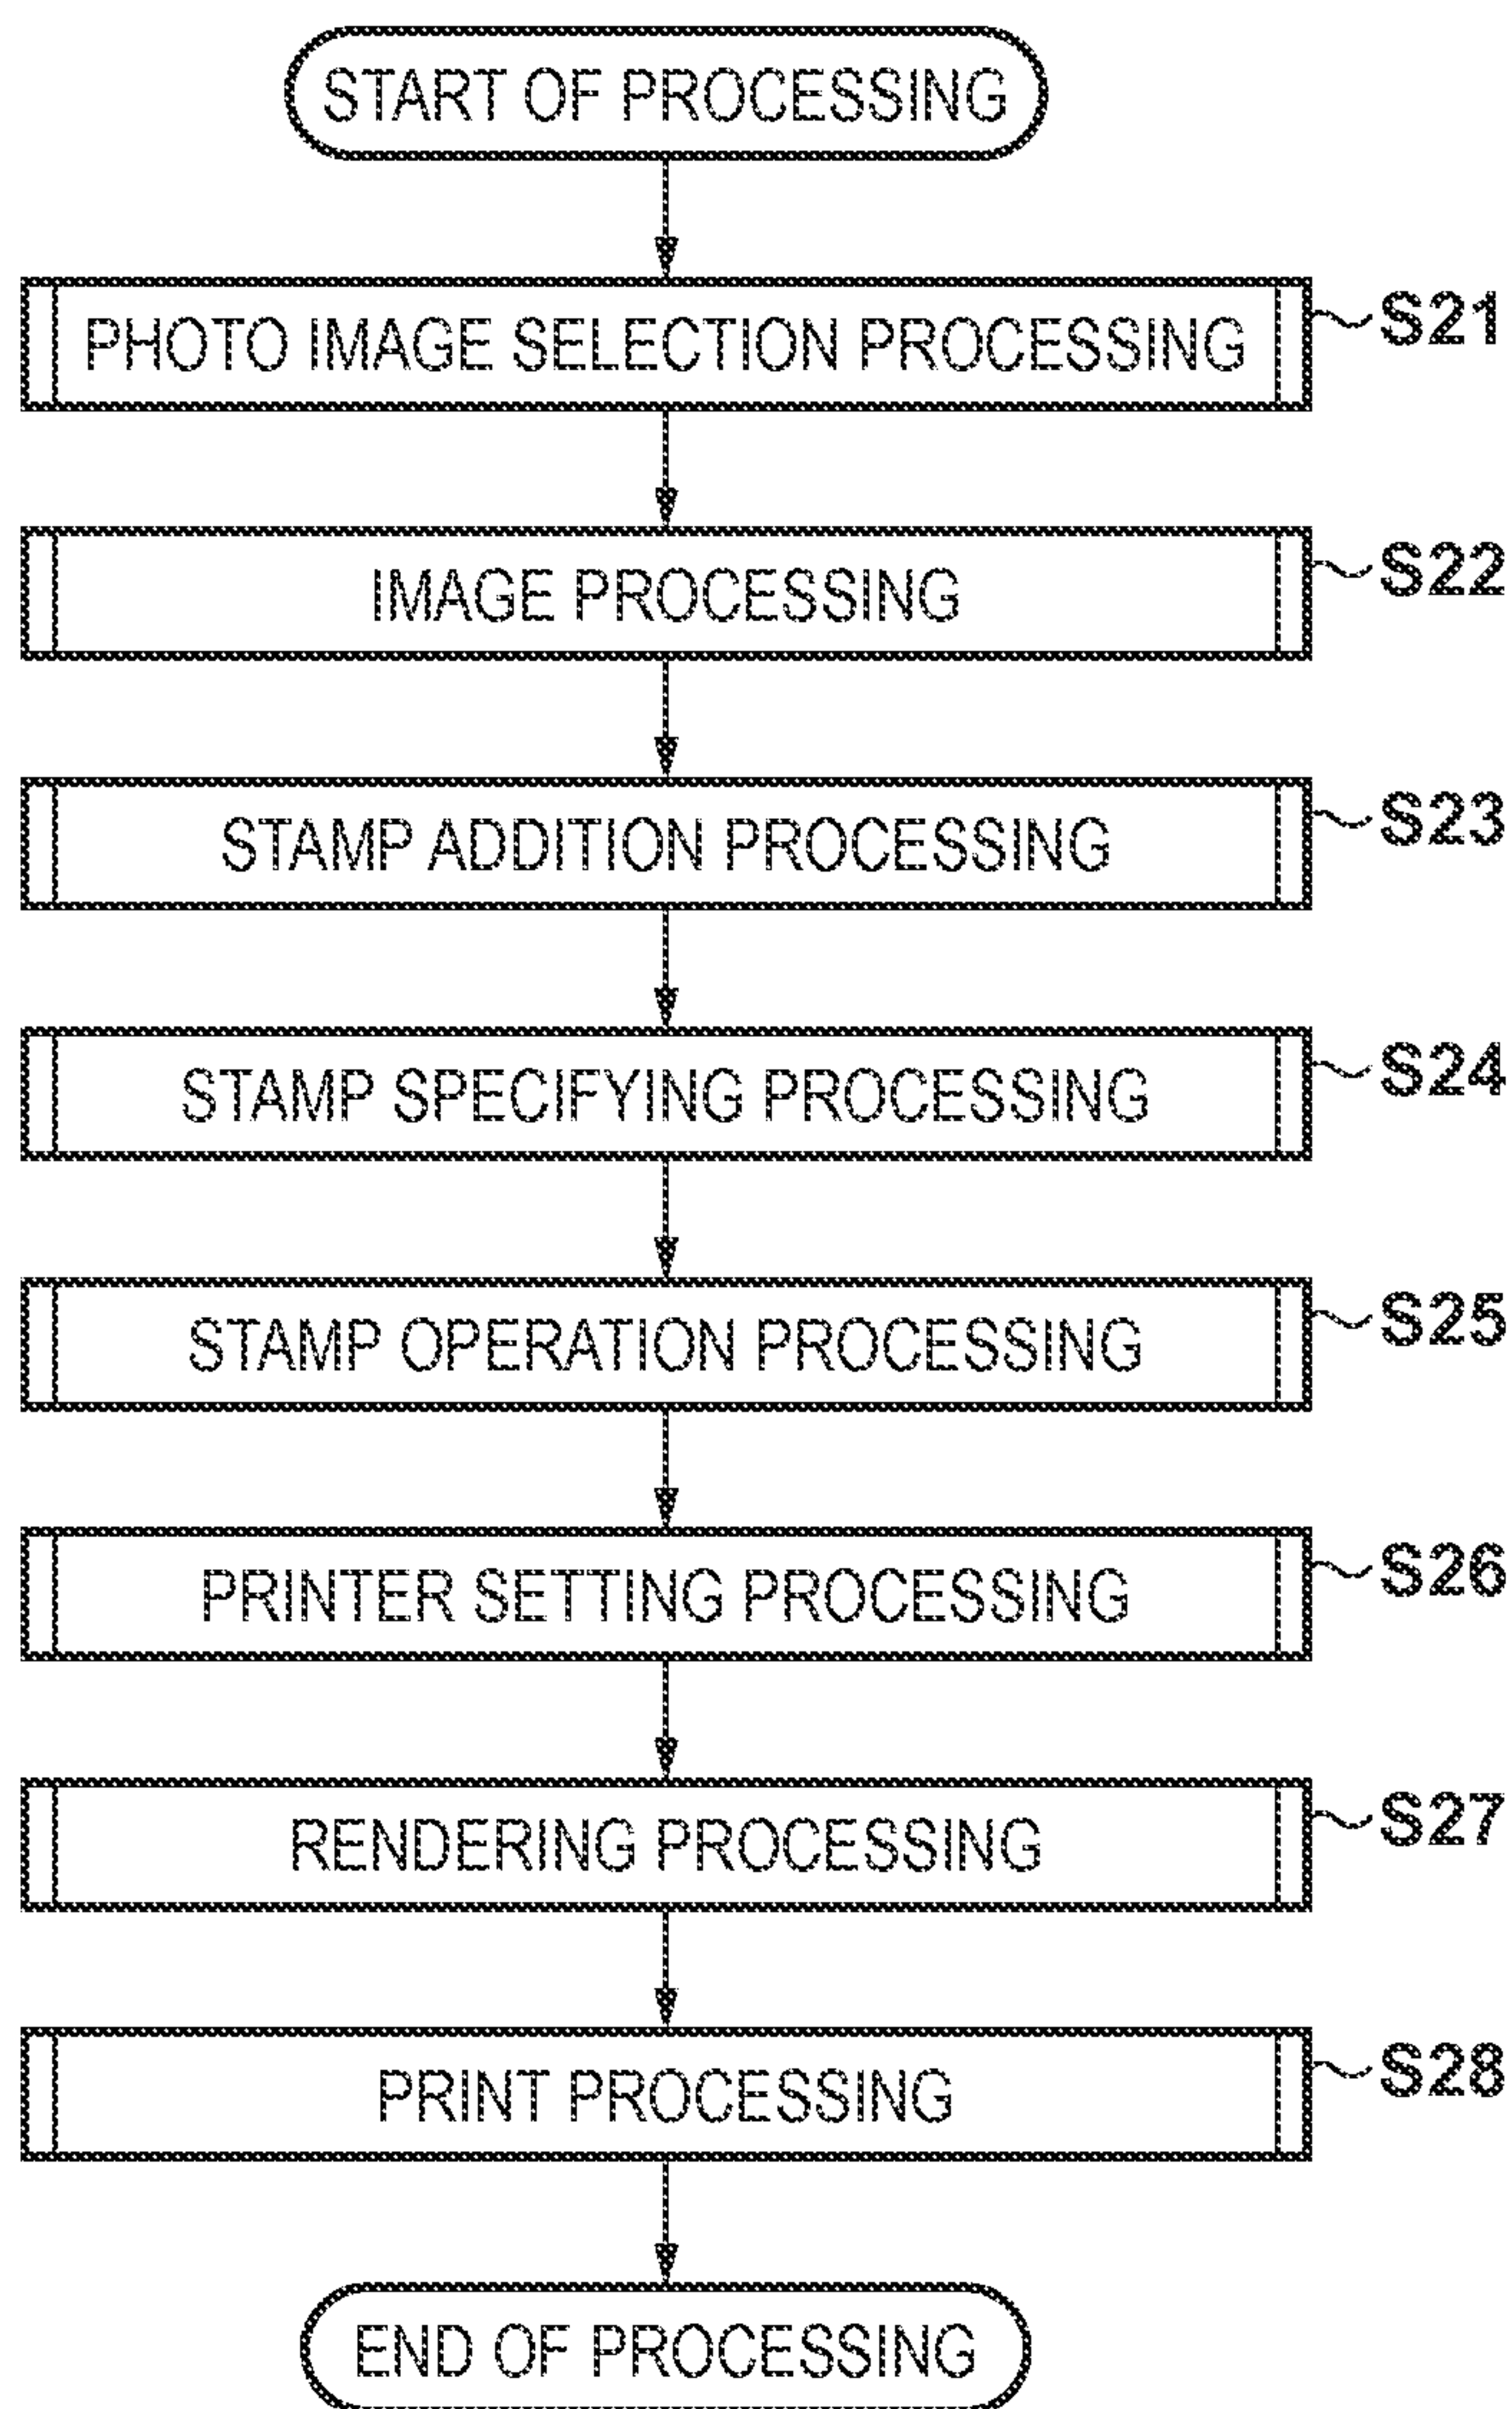 START OF PROCESSING
PHOTO IMAGE SELECTION PROCESSING
S21
IMAGE PROCESSING
S22
STAMP ADDITION PROCESSING
S23
STAMP SPECIFYING PROCESSING
S24
STAMP OPERATION PROCESSING
S25
PRINTER SETTING PROCESSING
S26
RENDERING PROCESSING
S27
PRINT PROCESSING
S28
END OF PROCESSING